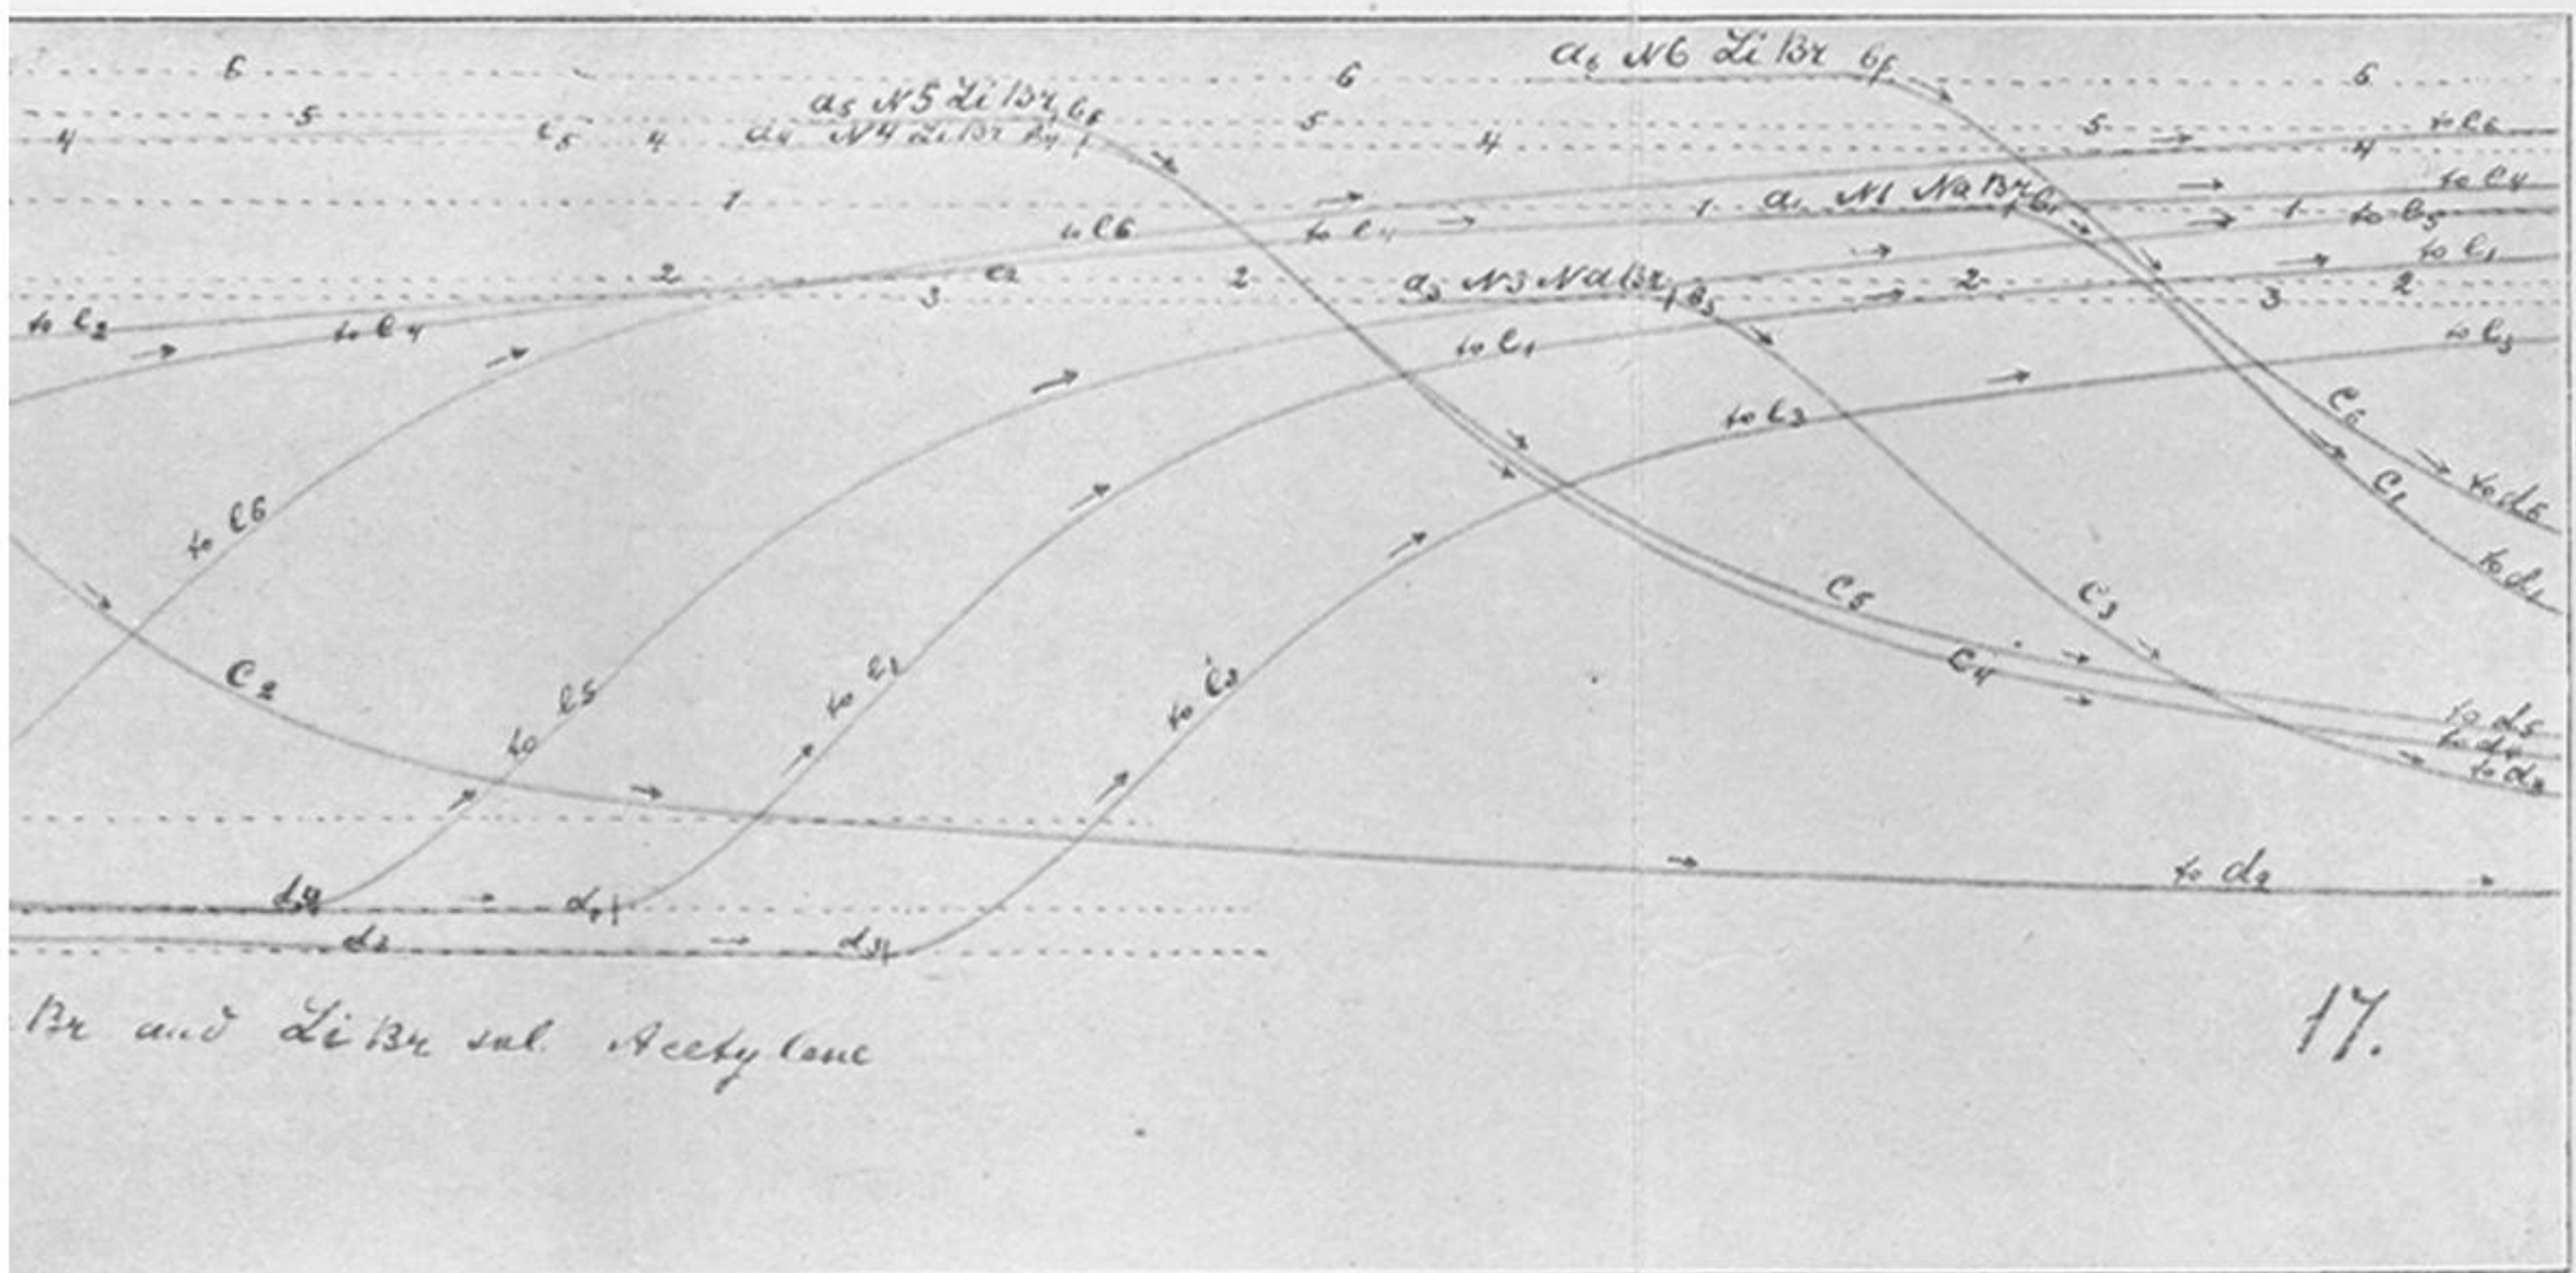 6 6 a6 N6 LiBr b6 6
5 a5 N5 LiBr b5 5 5 to e6
4 e5 4 a4 N4 LiBr b4 4 4
1 1 a1 N1 NaBr b1 1 to e4
to e6 to e4 to e5
2 e2 2 2 to e1 2
3 a3 N3 NaBr b3 3
to e2 to e4 to e1 to e3
to e3
C6
to e6 C1 to d6
to d1
C5 C3
C2 to e5 to e1 to e3 C4
to d5
to d4
to d3
to d2
d1
d2 d3
Br and LiBr sol. Acetylene 17.